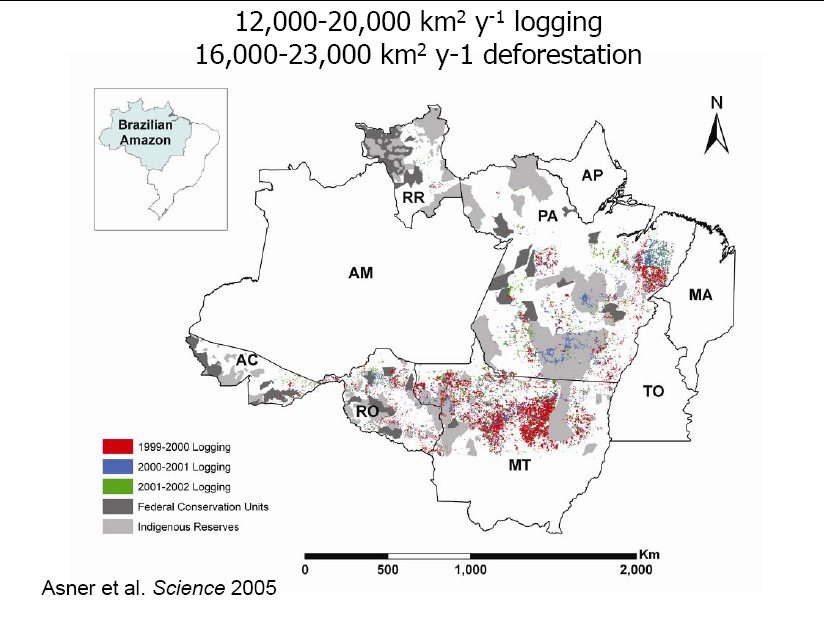 12,000-20,000 km² y⁻¹ logging
16,000-23,000 km² y-1 deforestation
Brazilian
Amazon
N
RR
AP
PA
AM
MA
AC
RO
TO
MT
1999-2000 Logging
2000-2001 Logging
2001-2002 Logging
Federal Conservation Units
Indigenous Reserves
Km
0 500 1,000 2,000
Asner et al. Science 2005